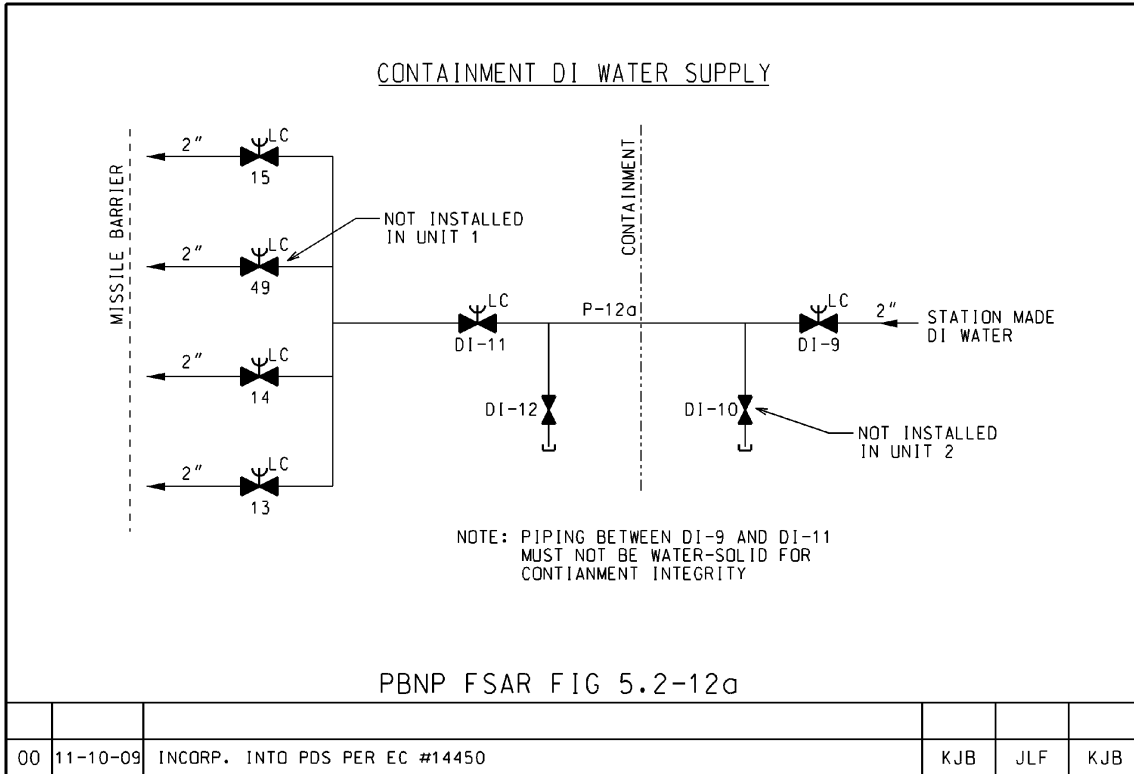 CONTAINMENT DI WATER SUPPLY
MISSILE BARRIER
2"
LC
15
2"
LC
49
NOT INSTALLED
IN UNIT 1
2"
LC
14
2"
LC
13
LC
DI-11
DI-12
P-12a
CONTAINMENT
DI-10
NOT INSTALLED
IN UNIT 2
LC
DI-9
2"
STATION MADE
DI WATER
NOTE: PIPING BETWEEN DI-9 AND DI-11
MUST NOT BE WATER-SOLID FOR
CONTIANMENT INTEGRITY
PBNP FSAR FIG 5.2-12a
00 11-10-09 INCORP. INTO PDS PER EC #14450 KJB JLF KJB